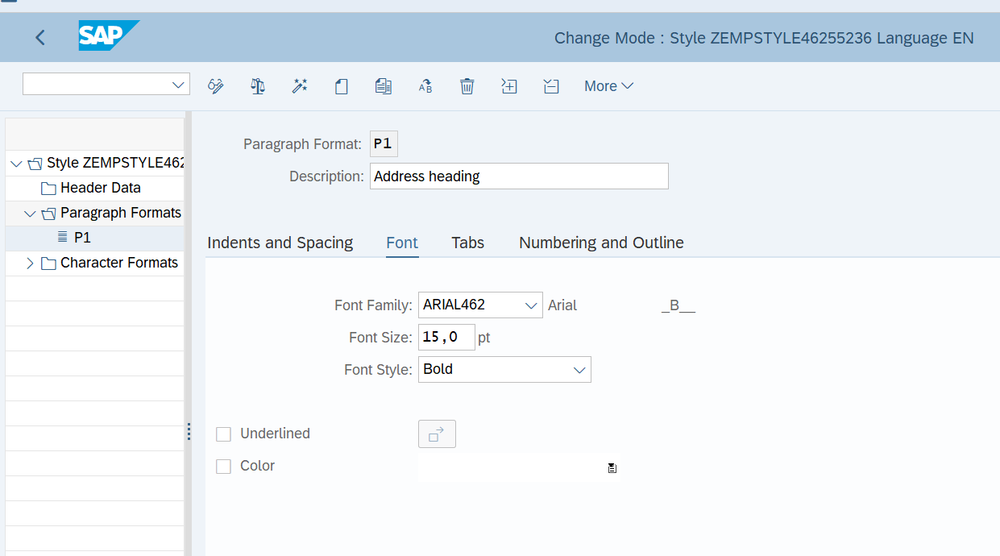 SAP
Change Mode : Style ZEMPSTYLE46255236 Language EN
More
Style ZEMPSTYLE462
Header Data
Paragraph Formats
P1
Character Formats
Paragraph Format: P1
Description: Address heading
Indents and Spacing Font Tabs Numbering and Outline
Font Family: ARIAL462 Arial _B__
Font Size: 15,0 pt
Font Style: Bold
Underlined
Color